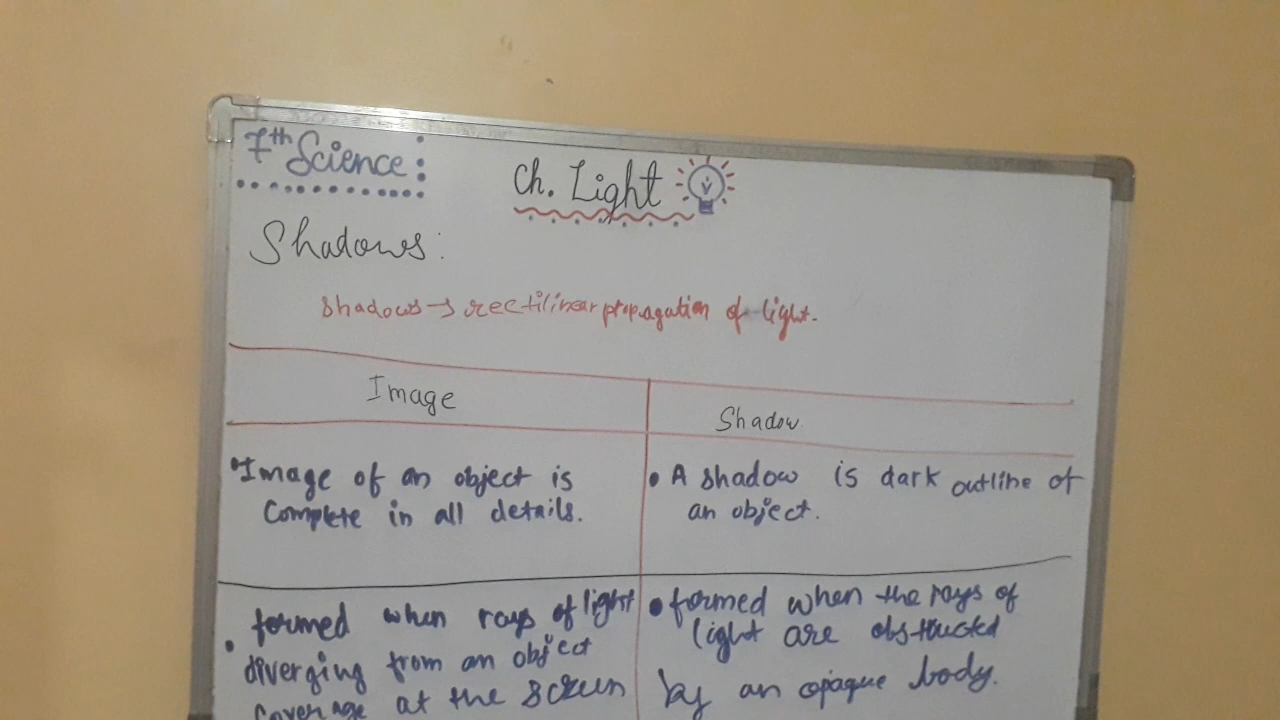 7th Science:
Ch. Light
Shadows:
Shadows → rectilinear propagation of light.
Image
Shadow
• Image of an object is
complete in all details.
• A shadow is dark outline of
an object.
• formed when rays of light
diverging from an object
coverage at the screen
• formed when the rays of
light are obstructed
by an opaque body.